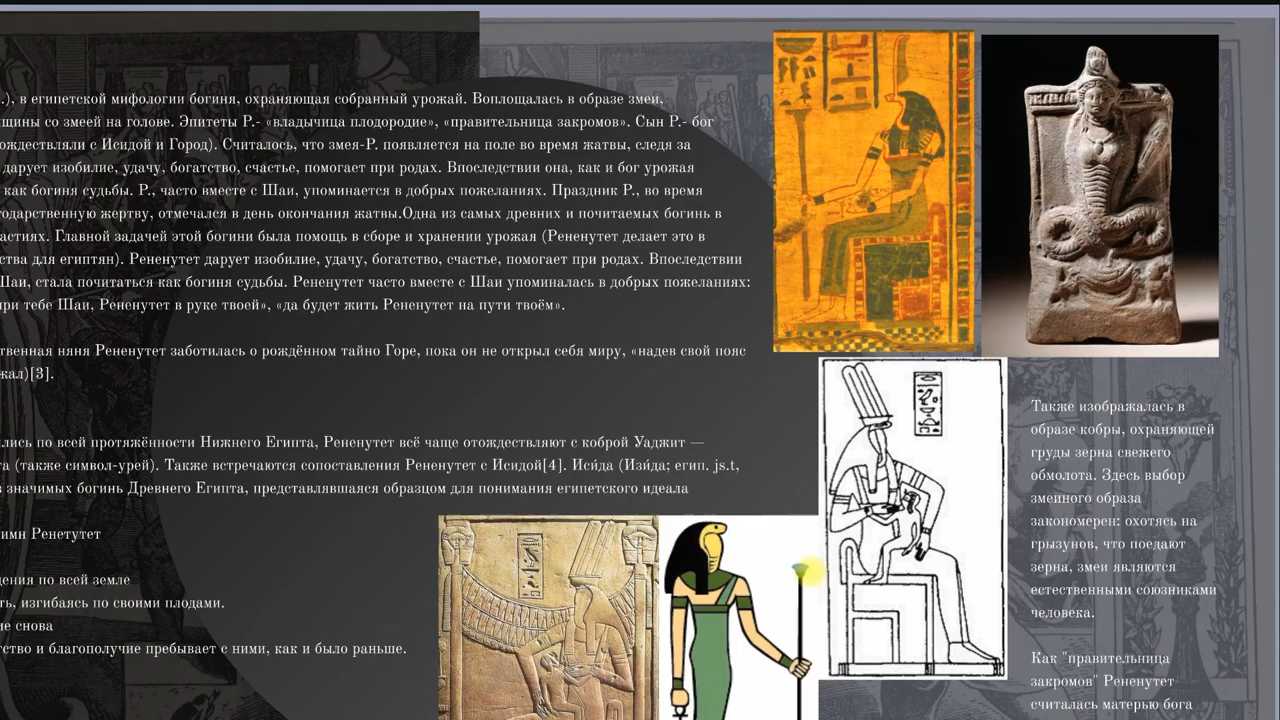 .), в египетской мифологии богиня, охраняющая собранный урожай. Воплощалась в образе змеи,
щины со змеей на голове. Эпитеты Р.- «владычица плодородие», «правительница закромов». Сын Р.- бог
ождествляли с Исидой и Город). Считалось, что змея-Р. появляется на поле во время жатвы, следя за
дарует изобилие, удачу, богатство, счастье, помогает при родах. Впоследствии она, как и бог урожая
как богиня судьбы. Р., часто вместе с Шаи, упоминается в добрых пожеланиях. Праздник Р., во время
годарственную жертву, отмечался в день окончания жатвы.Одна из самых древних и почитаемых богинь в
астиях. Главной задачей этой богини была помощь в сборе и хранении урожая (Рененутет делает это в
ства для египтян). Рененутет дарует изобилие, удачу, богатство, счастье, помогает при родах. Впоследствии
Шаи, стала почитаться как богиня судьбы. Рененутет часто вместе с Шаи упоминалась в добрых пожеланиях:
при тебе Шаи, Рененутет в руке твоей», «да будет жить Рененутет на пути твоём».
твенная няня Рененутет заботилась о рождённом тайно Горе, пока он не открыл себя миру, «надев свой пояс
жал)[3].
лись по всей протяжённости Нижнего Египта, Рененутет всё чаще отождествляют с коброй Уаджит —
та (также символ-урей). Также встречаются сопоставления Рененутет с Исидой[4]. Иси́да (Изи́да; егип. js.t,
з значимых богинь Древнего Египта, представлявшаяся образцом для понимания египетского идеала
имн Ренетутет
дения по всей земле
ть, изгибаясь по своими плодами.
ие снова
тство и благополучие пребывает с ними, как и было раньше.
Также изображалась в
образе кобры, охраняющей
груды зерна свежего
обмолота. Здесь выбор
змеиного образа
закономерен: охотясь на
грызунов, что поедают
зерна, змеи являются
естественными союзниками
человека.
Как "правительница
закромов" Рененутет
считалась матерью бога